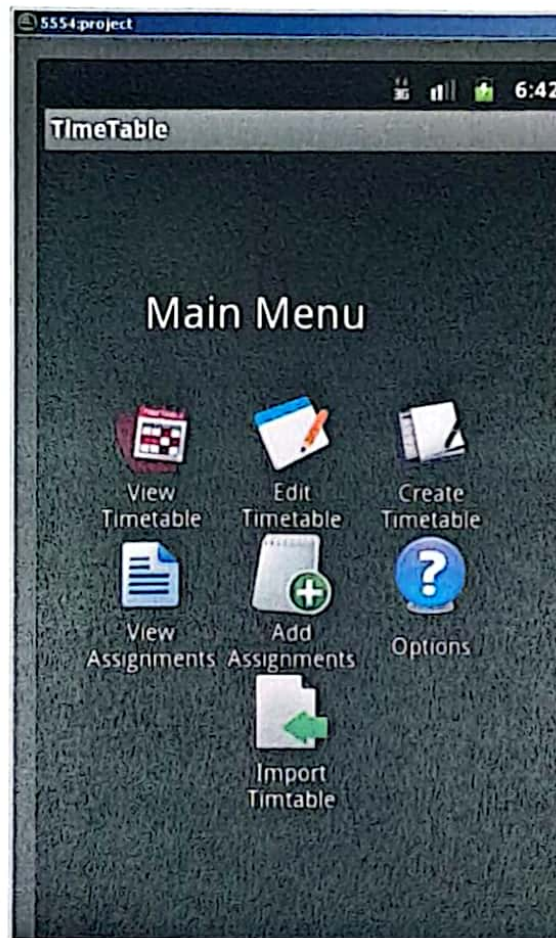 5554:project
3G 6:42
TimeTable
Main Menu
View Timetable
Edit Timetable
Create Timetable
View Assignments
Add Assignments
Options
Import Timtable